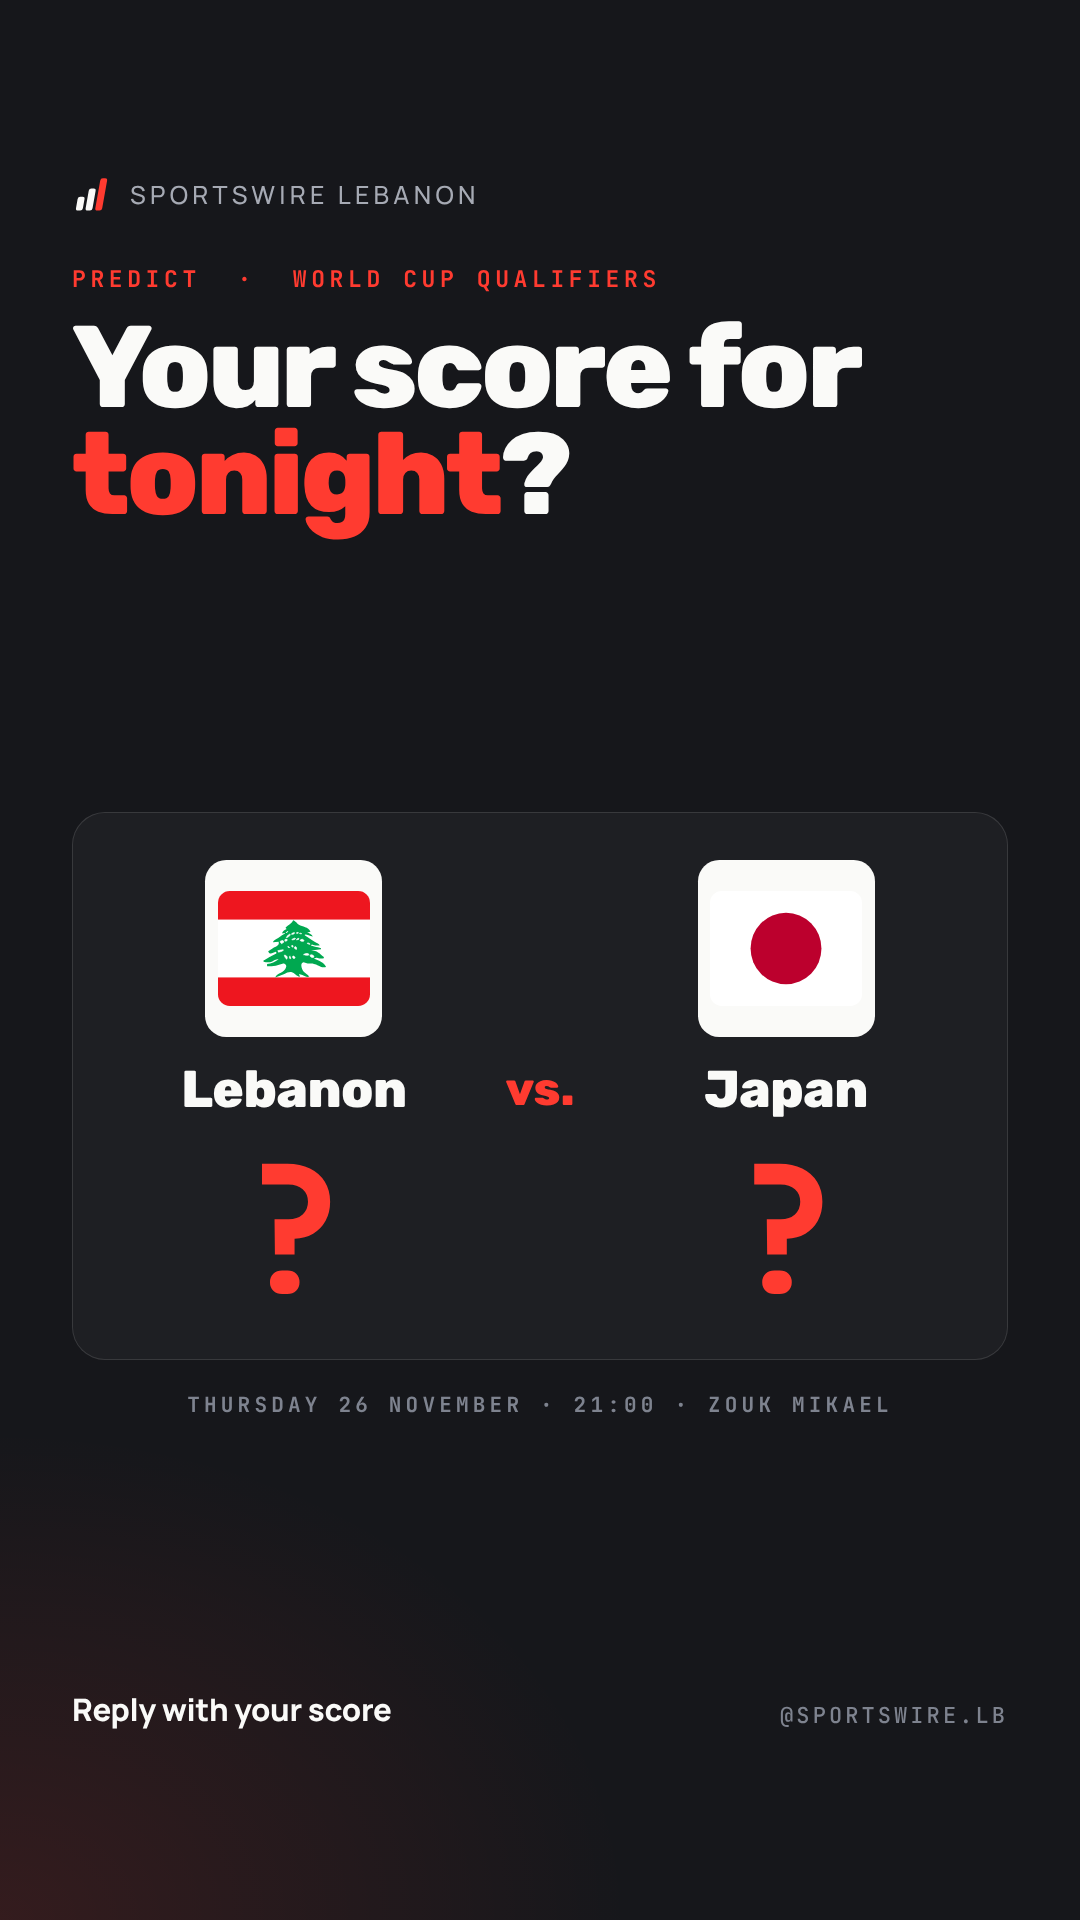 SPORTSWIRE LEBANON
PREDICT · WORLD CUP QUALIFIERS
Your score for
tonight?
Lebanon vs. Japan
? ?
THURSDAY 26 NOVEMBER · 21:00 · ZOUK MIKAEL
Reply with your score
@SPORTSWIRE.LB